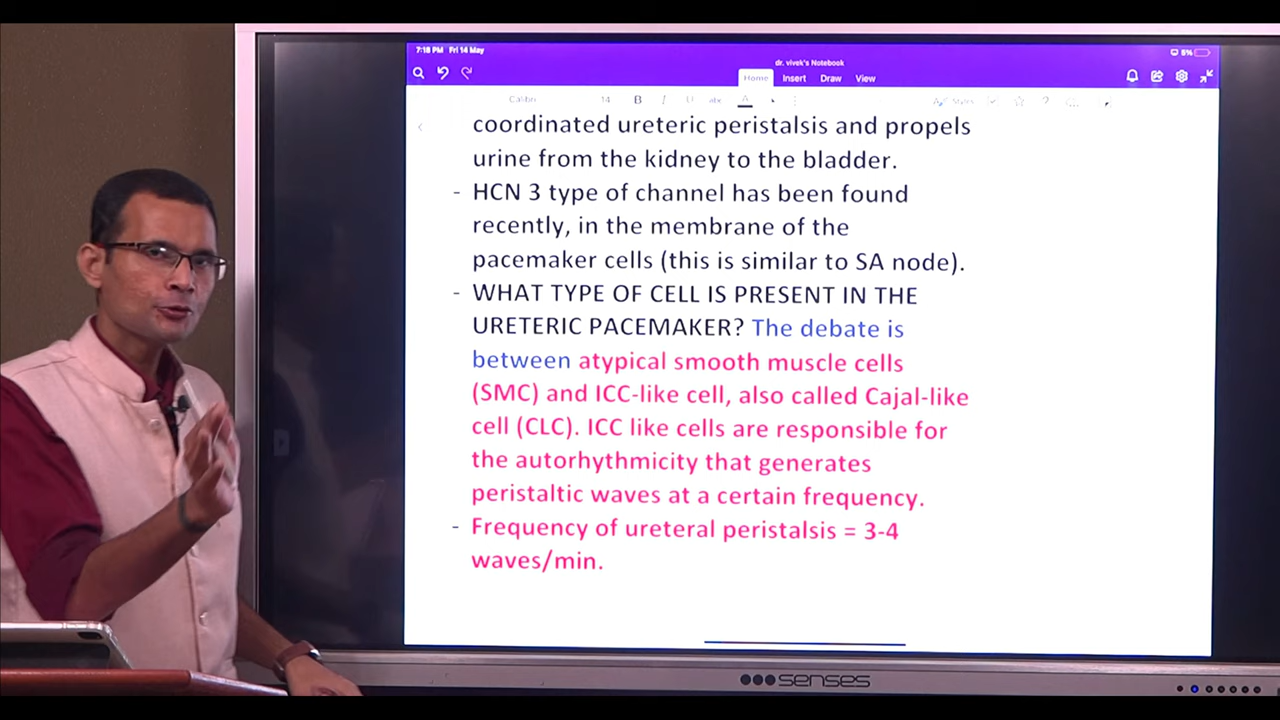 7:18 PM Fri 14 May
5%
dr. vivek's Notebook
Home Insert Draw View
Calibri 14 B I U abc A
coordinated ureteric peristalsis and propels
urine from the kidney to the bladder.
- HCN 3 type of channel has been found
recently, in the membrane of the
pacemaker cells (this is similar to SA node).
- WHAT TYPE OF CELL IS PRESENT IN THE
URETERIC PACEMAKER? The debate is
between atypical smooth muscle cells
(SMC) and ICC-like cell, also called Cajal-like
cell (CLC). ICC like cells are responsible for
the autorhythmicity that generates
peristaltic waves at a certain frequency.
- Frequency of ureteral peristalsis = 3-4
waves/min.
senses